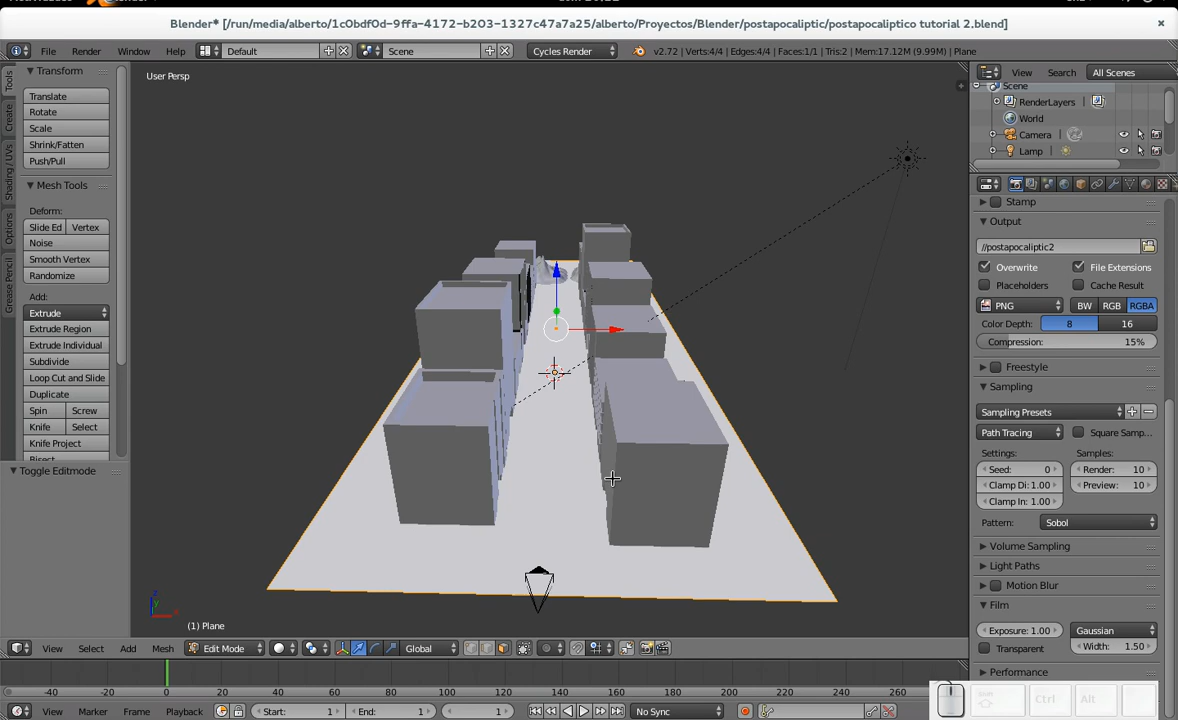 Blender* [/run/media/alberto/1c0bdf0d-9ffa-4172-b203-1327c47a7a25/alberto/Proyectos/Blender/postapocaliptic/postapocaliptico tutorial 2.blend]
File Render Window Help Default Scene Cycles Render v2.72 | Verts:4/4 | Edges:4/4 | Faces:1/1 | Tris:2 | Mem:17.12M (9.99M) | Plane
Tools
Create
Shading / UVs
Options
Grease Pencil
Transform
Translate
Rotate
Scale
Shrink/Fatten
Push/Pull
Mesh Tools
Deform:
Slide Ed Vertex
Noise
Smooth Vertex
Randomize
Add:
Extrude
Extrude Region
Extrude Individual
Subdivide
Loop Cut and Slide
Duplicate
Spin Screw
Knife Select
Knife Project
Bisect
Toggle Editmode
User Persp
z
y
x
(1) Plane
View Search All Scenes
Scene
RenderLayers
World
Camera
Lamp
Stamp
Output
//postapocaliptic2
Overwrite File Extensions
Placeholders Cache Result
PNG BW RGB RGBA
Color Depth: 8 16
Compression: 15%
Freestyle
Sampling
Sampling Presets
Path Tracing Square Samp...
Settings: Samples:
Seed: 0 Render: 10
Clamp Di: 1.00 Preview: 10
Clamp In: 1.00
Pattern: Sobol
Volume Sampling
Light Paths
Motion Blur
Film
Exposure: 1.00 Gaussian
Transparent Width: 1.50
Performance
View Select Add Mesh Edit Mode Global
-40 -20 0 20 40 60 80 100 120 140 160 180 200 220 240 260
View Marker Frame Playback Start: 1 End: 1 1 No Sync
Shift Ctrl Alt